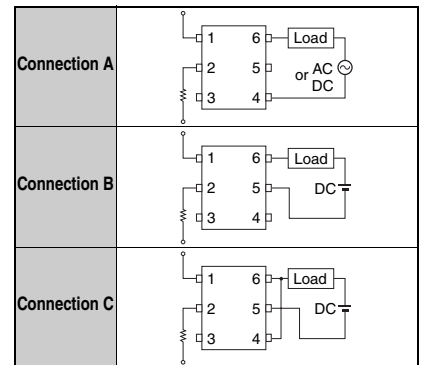 Connection A
1 6 Load
2 5 or AC
DC
3 4
Connection B
1 6 Load
2 5 DC
3 4
Connection C
1 6 Load
2 5 DC
3 4